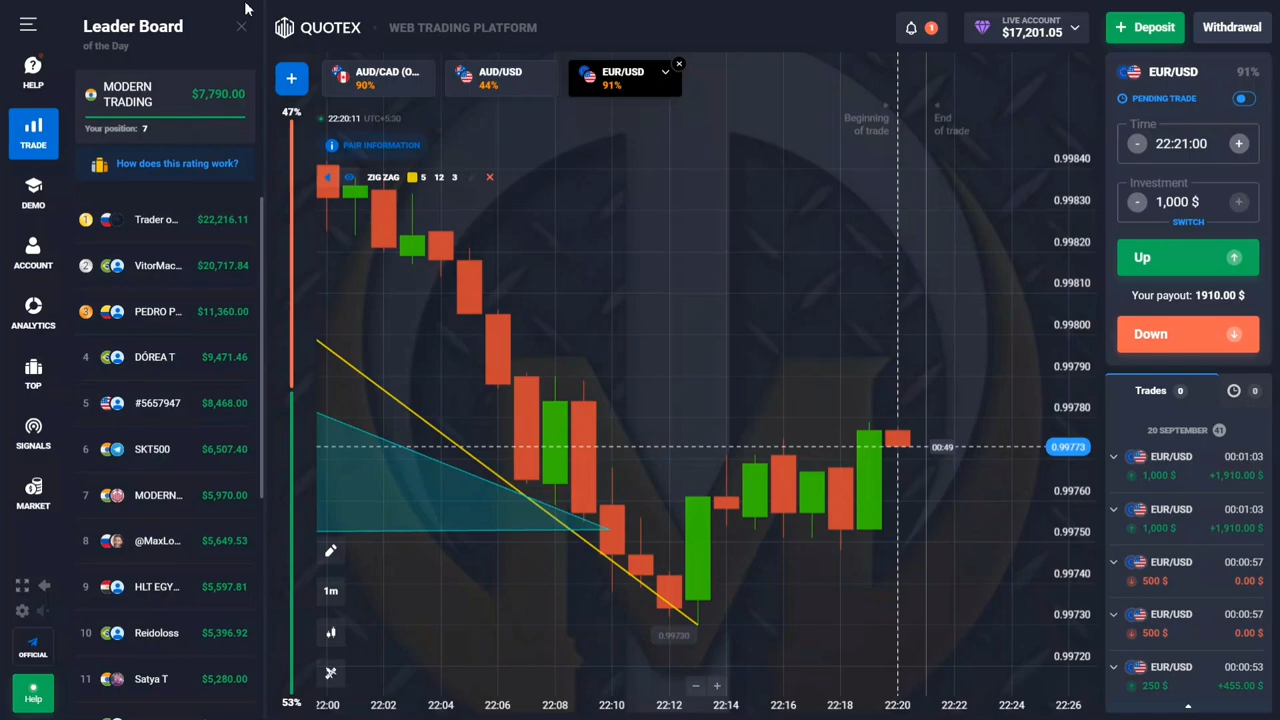 Leader Board
of the Day
MODERN
TRADING
$7,790.00
Your position: 7
How does this rating work?
1 Trader o... $22,216.11
2 VitorMac... $20,717.84
3 PEDRO P... $11,360.00
4 DÓREA T $9,471.46
5 #5657947 $8,468.00
6 SKT500 $6,507.40
7 MODERN... $5,970.00
8 @MaxLo... $5,649.53
9 HLT EGY... $5,597.81
10 Reidoloss $5,396.92
11 Satya T $5,280.00
HELP
TRADE
DEMO
ACCOUNT
ANALYTICS
TOP
SIGNALS
MARKET
OFFICIAL
Help
QUOTEX
WEB TRADING PLATFORM
1
LIVE ACCOUNT
$17,201.05
+ Deposit
Withdrawal
+
AUD/CAD (O...
90%
AUD/USD
44%
EUR/USD
91%
47%
53%
22:20:11 UTC+5:30
PAIR INFORMATION
ZIG ZAG 5 12 3
Beginning
of trade
End
of trade
0.99840
0.99830
0.99820
0.99810
0.99800
0.99790
0.99780
0.99773
0.99760
0.99750
0.99740
0.99730
0.99720
00:49
0.99730
1m
22:00 22:02 22:04 22:06 22:08 22:10 22:12 22:14 22:16 22:18 22:20 22:22 22:24 22:26
EUR/USD 91%
PENDING TRADE
Time
- 22:21:00 +
Investment
- 1,000 $ +
SWITCH
Up
Your payout: 1910.00 $
Down
Trades 0
0
20 SEPTEMBER 41
EUR/USD 00:01:03
1,000 $ +1,910.00 $
EUR/USD 00:01:03
1,000 $ +1,910.00 $
EUR/USD 00:00:57
500 $ 0.00 $
EUR/USD 00:00:57
500 $ 0.00 $
EUR/USD 00:00:53
250 $ +455.00 $